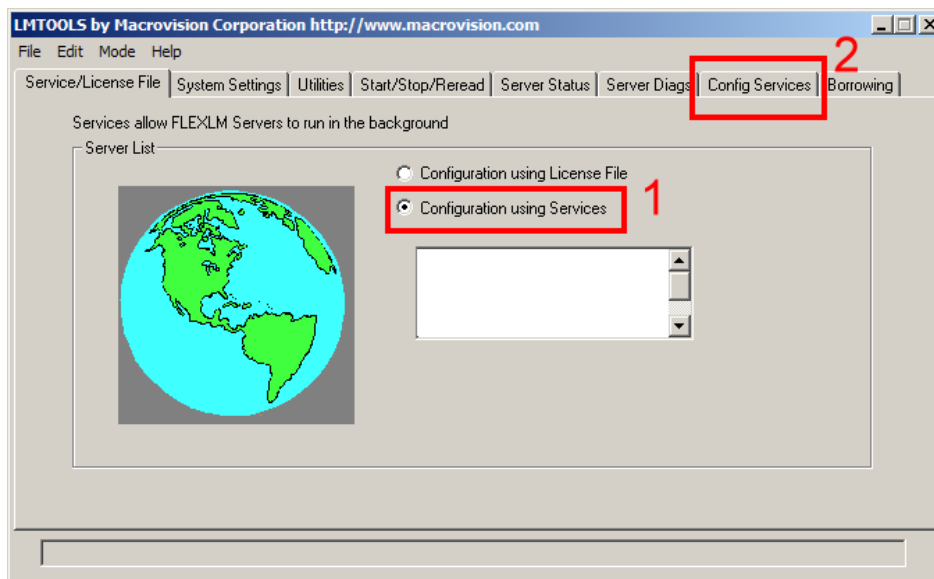 LMTOOLS by Macrovision Corporation http://www.macrovision.com
File Edit Mode Help
2
Service/License File System Settings Utilities Start/Stop/Reread Server Status Server Diags Config Services Borrowing
Services allow FLEXLM Servers to run in the background
Server List
Configuration using License File
Configuration using Services
1